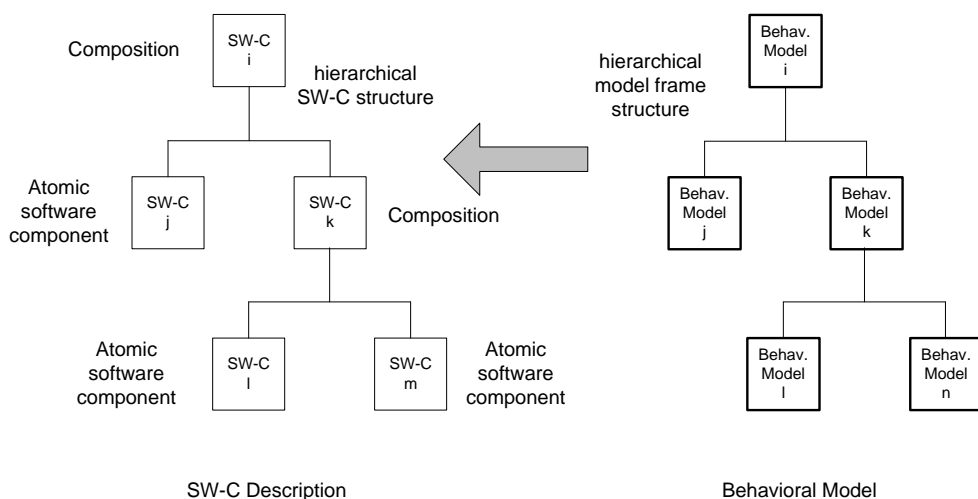 Composition
SW-C
i
hierarchical
SW-C structure
hierarchical
model frame
structure
Behav.
Model
i
Atomic
software
component
SW-C
j
SW-C
k
Composition
Behav.
Model
j
Behav.
Model
k
Atomic
software
component
SW-C
l
SW-C
m
Atomic
software
component
Behav.
Model
l
Behav.
Model
n
SW-C Description
Behavioral Model